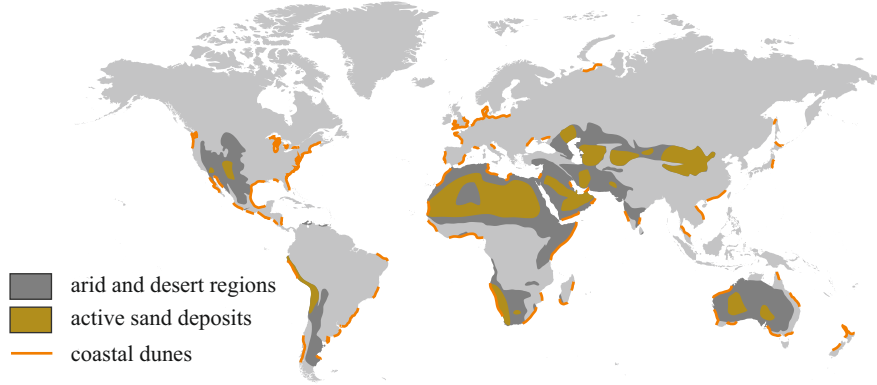 arid and desert regions
active sand deposits
coastal dunes